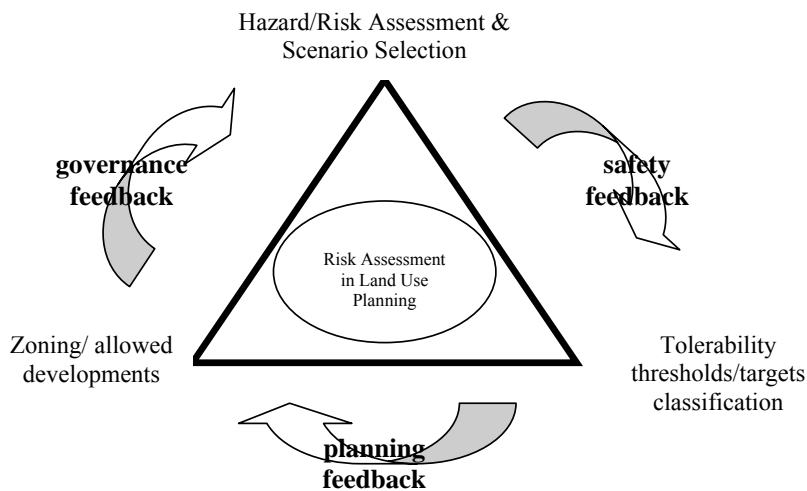 Hazard/Risk Assessment &
Scenario Selection
governance
feedback
safety
feedback
Risk Assessment
in Land Use
Planning
Zoning/ allowed
developments
Tolerability
thresholds/targets
classification
planning
feedback